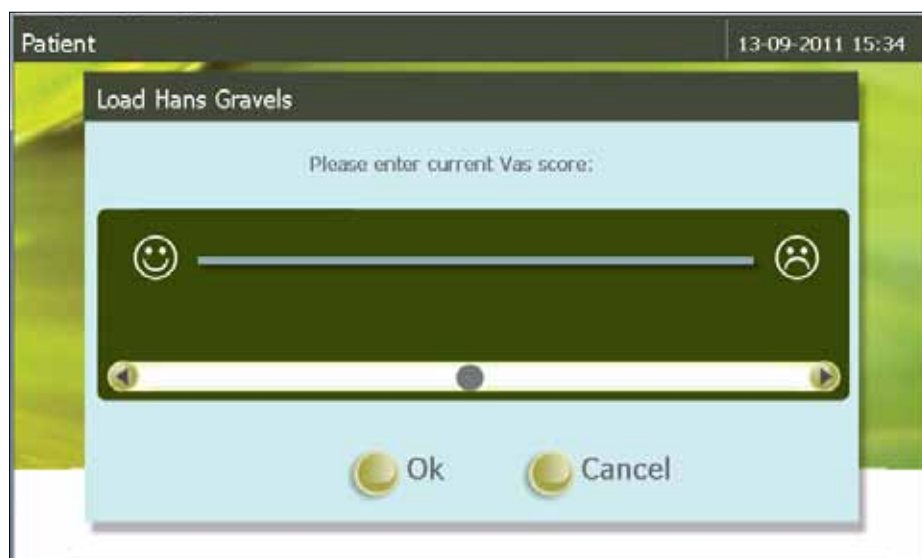 Patient
13-09-2011 15:34
Load Hans Gravels
Please enter current Vas score:
Ok
Cancel